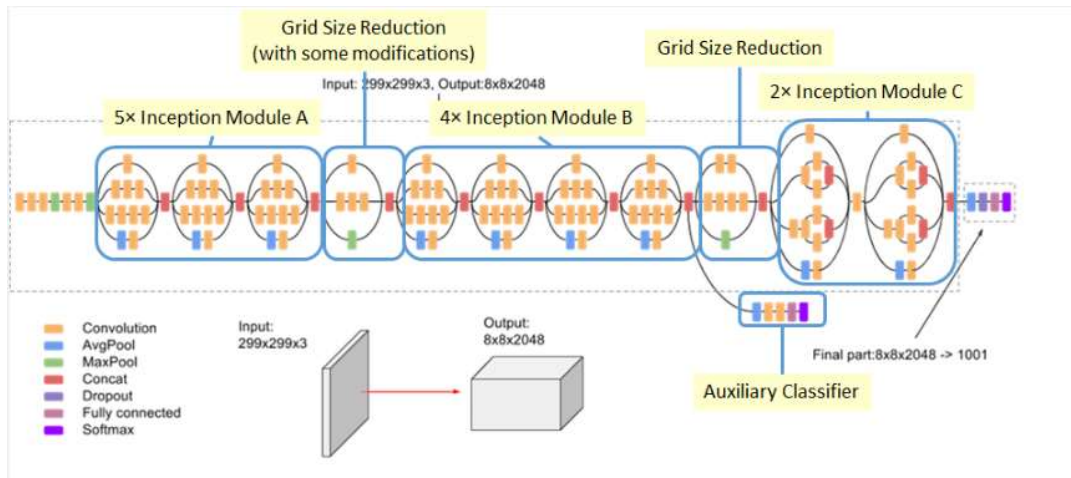 Grid Size Reduction
(with some modifications)
Grid Size Reduction
Input: 299x299x3, Output:8x8x2048
2× Inception Module C
5× Inception Module A
4× Inception Module B
Convolution
AvgPool
MaxPool
Concat
Dropout
Fully connected
Softmax
Input:
299x299x3
Output:
8x8x2048
Final part:8x8x2048 -> 1001
Auxiliary Classifier